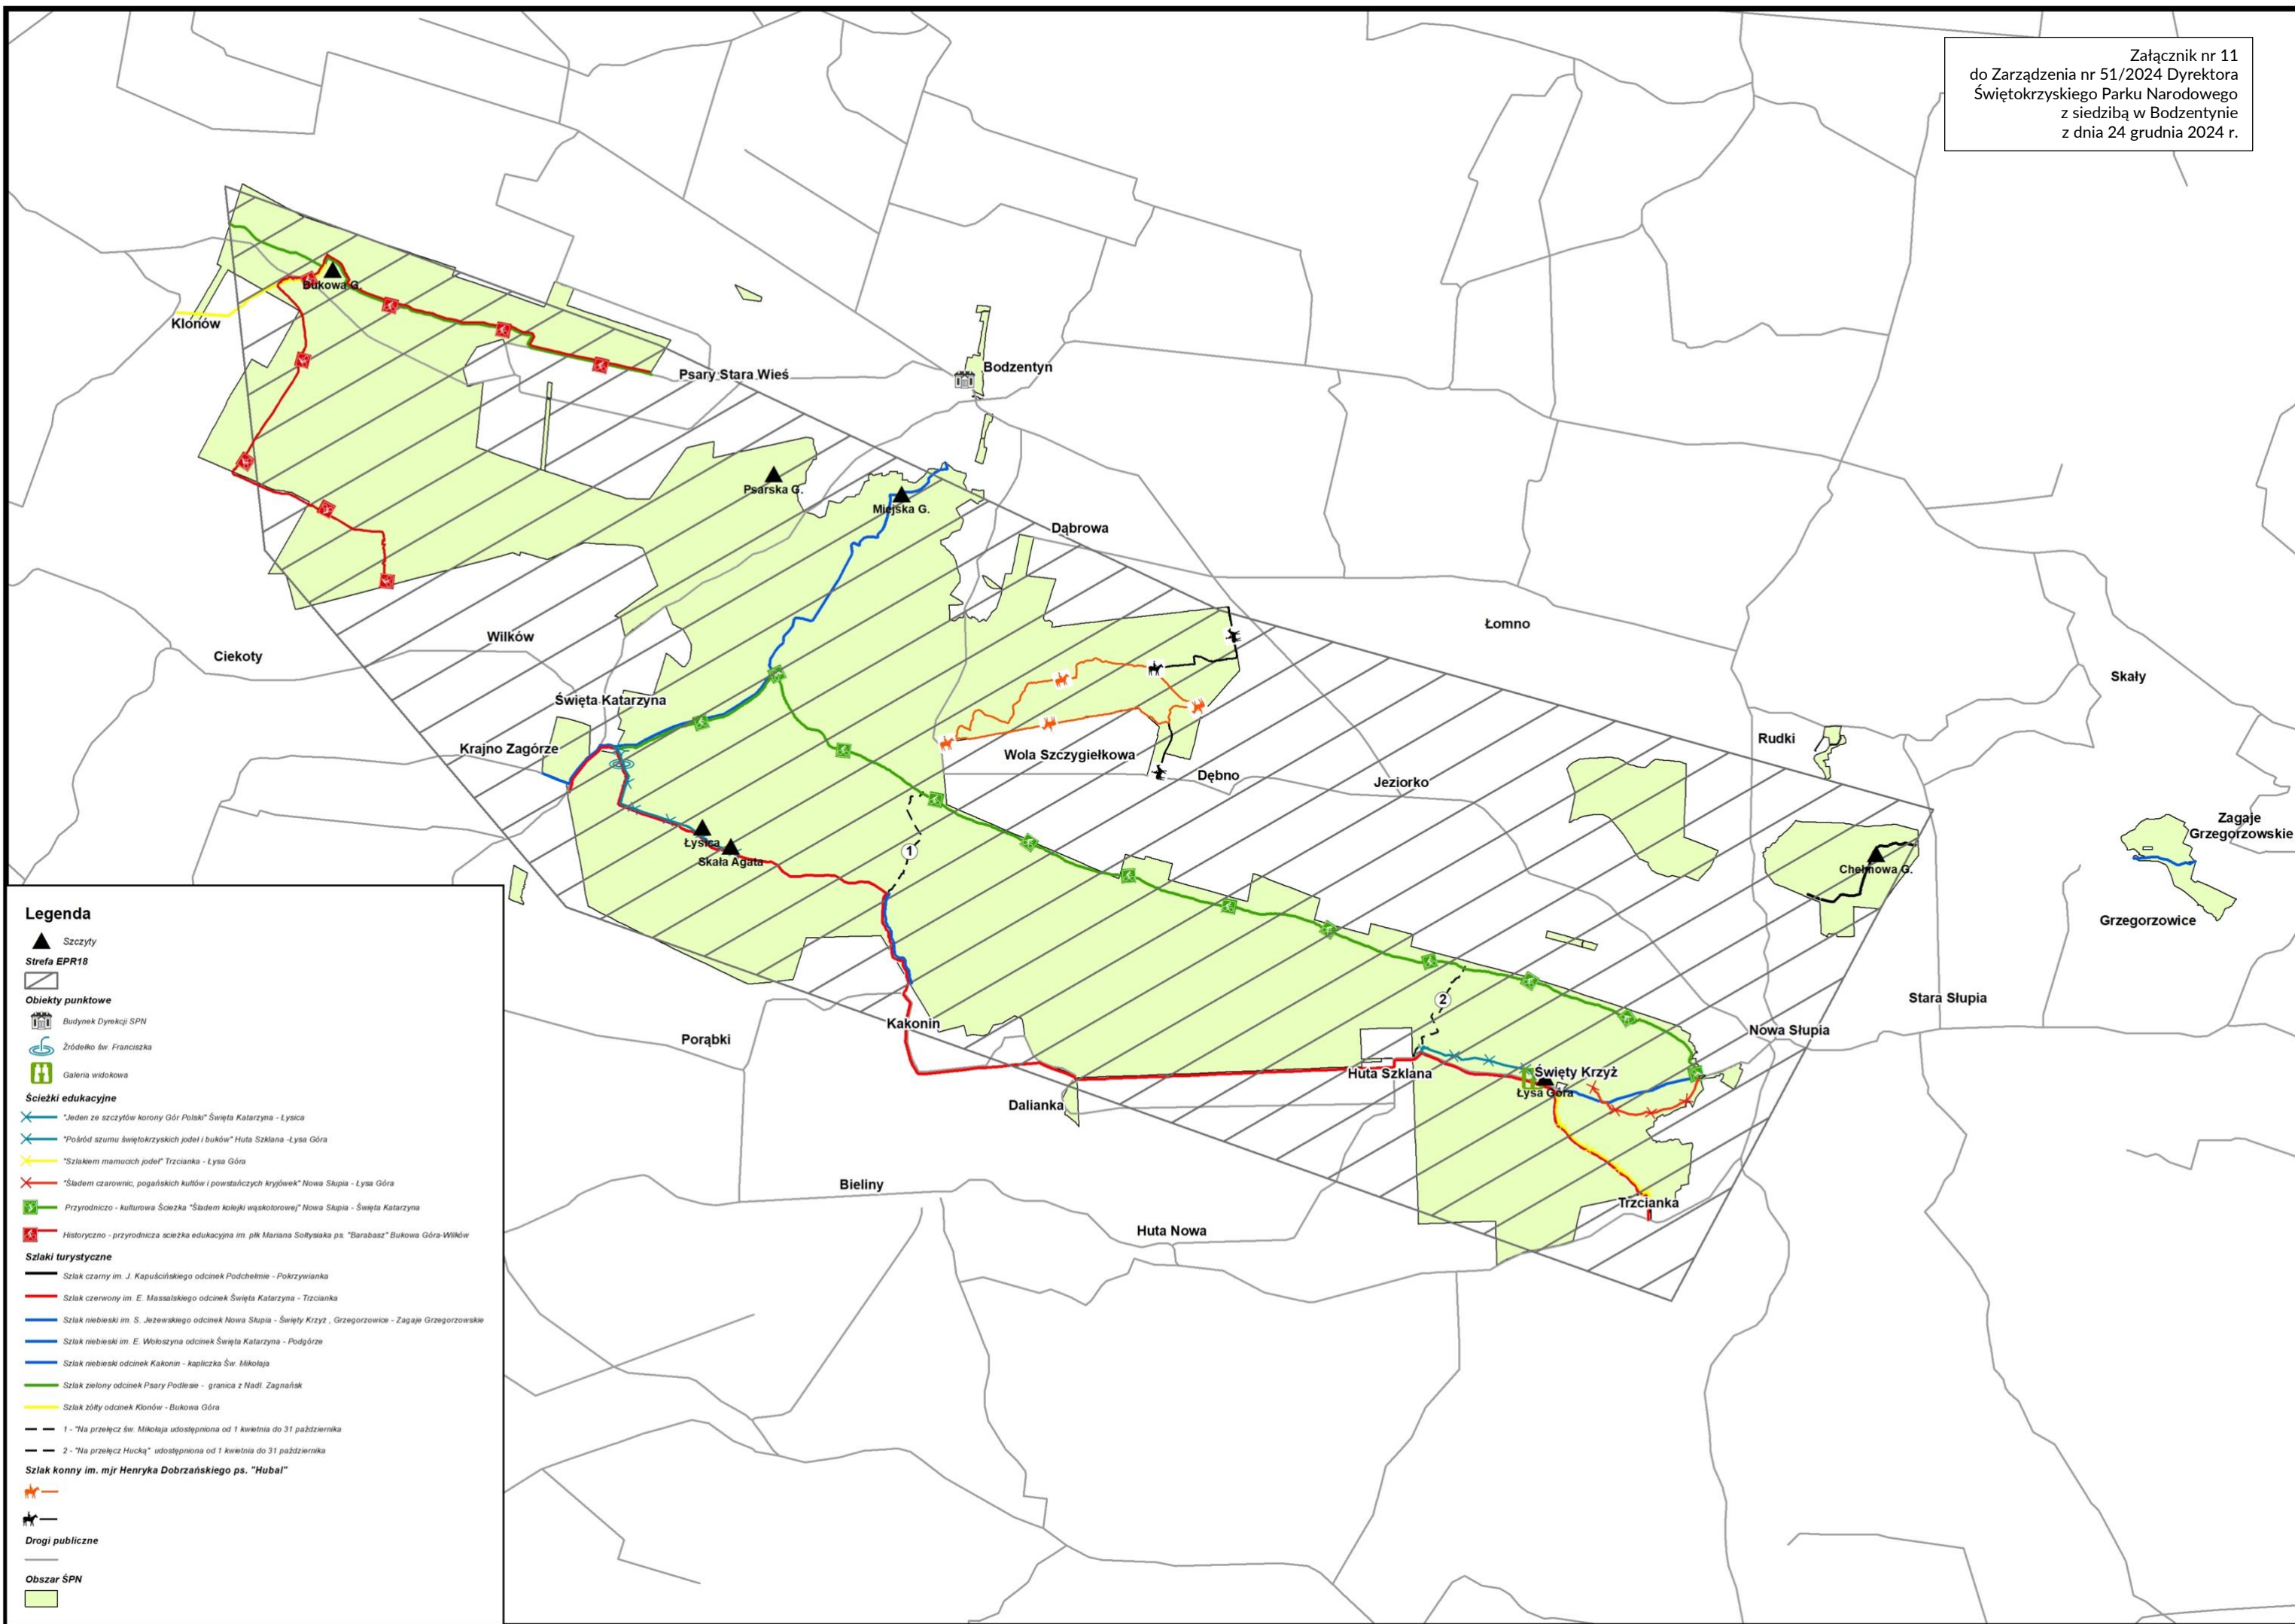 Załącznik nr 11
do Zarządzenia nr 51/2024 Dyrektora
Świętokrzyskiego Parku Narodowego
z siedzibą w Bodzentynie
z dnia 24 grudnia 2024 r.
Bukowa G.
Klonów
Psary Stara Wieś
Bodzentyn
Psarska G.
Miejska G.
Dąbrowa
Łomno
Wilków
Ciekoty
Skały
Święta Katarzyna
Krajno Zagórze
Wola Szczygiełkowa
Dębno
Jeziorko
Rudki
Zagaje
Grzegorzowskie
Łysica
Skała Agata
1
Chełmowa G.
Grzegorzowice
2
Stara Słupia
Nowa Słupia
Kakonin
Porąbki
Huta Szklana
Święty Krzyż
Łysa Góra
Dalianka
Bieliny
Trzcianka
Huta Nowa
Legenda
Szczyty
Strefa EPR18
Obiekty punktowe
Budynek Dyrekcji SPN
Źródełko św. Franciszka
Galeria widokowa
Ścieżki edukacyjne
"Jeden ze szczytów korony Gór Polski" Święta Katarzyna - Łysica
"Pośród szumu świętokrzyskich jodeł i buków" Huta Szklana -Łysa Góra
"Szlakiem mamucich jodeł" Trzcianka - Łysa Góra
"Śladem czarownic, pogańskich kultów i powstańczych kryjówek" Nowa Słupia - Łysa Góra
Przyrodniczo - kulturowa Ścieżka "Śladem kolejki wąskotorowej" Nowa Słupia - Święta Katarzyna
Historyczno - przyrodnicza scieżka edukacyjna im. płk Mariana Sołtysiaka ps. "Barabasz" Bukowa Góra-Wilków
Szlaki turystyczne
Szlak czarny im. J. Kapuścińskiego odcinek Podchełmie - Pokrzywianka
Szlak czerwony im. E. Massalskiego odcinek Święta Katarzyna - Trzcianka
Szlak niebieski im. S. Jeżewskiego odcinek Nowa Słupia - Święty Krzyż , Grzegorzowice - Zagaje Grzegorzowskie
Szlak niebieski im. E. Wołoszyna odcinek Święta Katarzyna - Podgórze
Szlak niebieski odcinek Kakonin - kapliczka Św. Mikołaja
Szlak zielony odcinek Psary Podlesie - granica z Nadl. Zagnańsk
Szlak żółty odcinek Klonów - Bukowa Góra
1 - "Na przełęcz św. Mikołaja udostępniona od 1 kwietnia do 31 października
2 - "Na przełęcz Hucką" udostępniona od 1 kwietnia do 31 października
Szlak konny im. mjr Henryka Dobrzańskiego ps. "Hubal"
Drogi publiczne
Obszar ŚPN